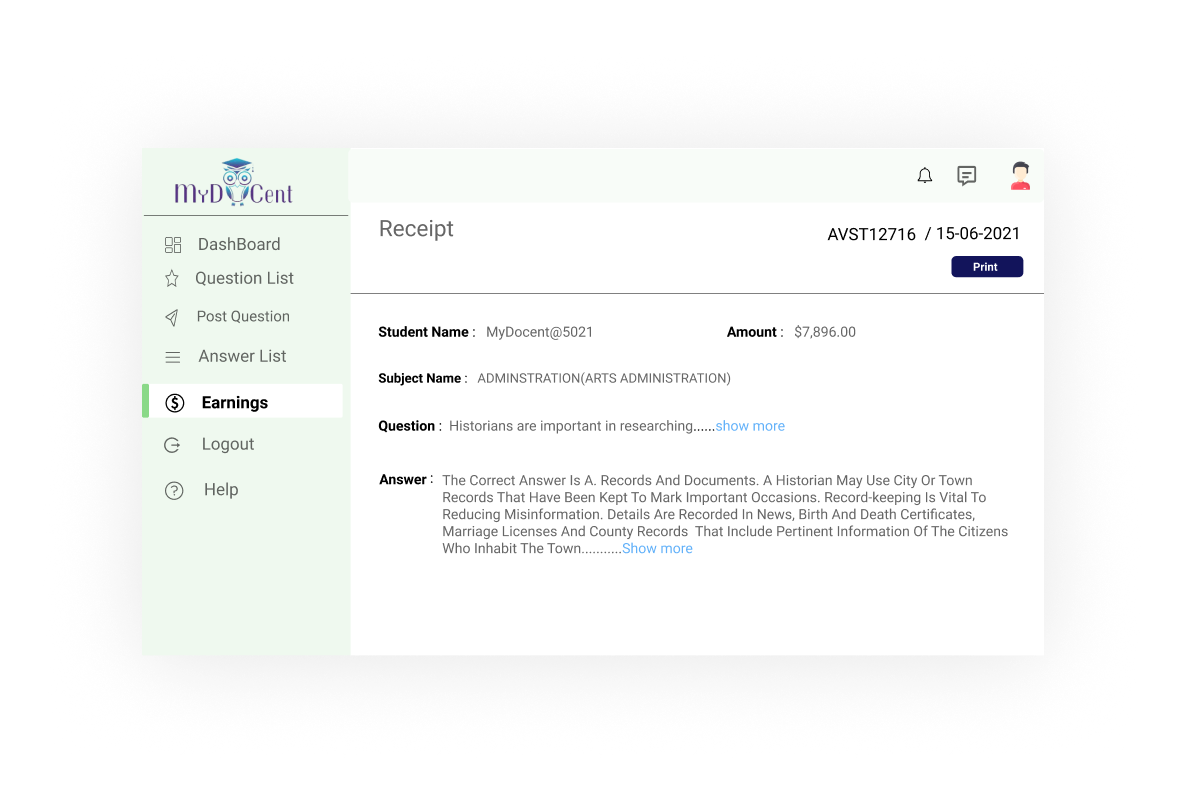 MyDoCent
DashBoard
Question List
Post Question
Answer List
Earnings
Logout
Help
Receipt
AVST12716 / 15-06-2021
Print
Student Name : MyDocent@5021
Amount : $7,896.00
Subject Name : ADMINSTRATION(ARTS ADMINISTRATION)
Question : Historians are important in researching......show more
Answer : The Correct Answer Is A. Records And Documents. A Historian May Use City Or Town
Records That Have Been Kept To Mark Important Occasions. Record-keeping Is Vital To
Reducing Misinformation. Details Are Recorded In News, Birth And Death Certificates,
Marriage Licenses And County Records That Include Pertinent Information Of The Citizens
Who Inhabit The Town...........Show more